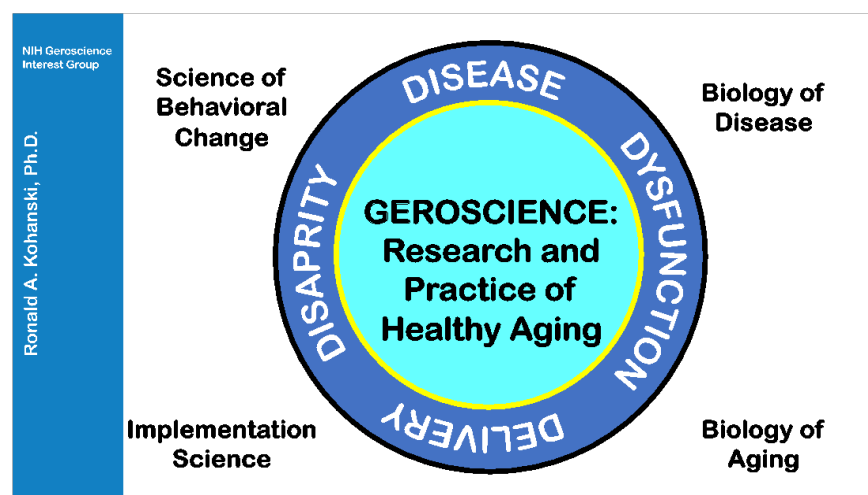 NIH Geroscience
Interest Group
Ronald A. Kohanski, Ph.D.
Science of
Behavioral
Change
Biology of
Disease
DISEASE
DYSFUNCTION
DELIVERY
DISAPRITY
GEROSCIENCE:
Research and
Practice of
Healthy Aging
Implementation
Science
Biology of
Aging